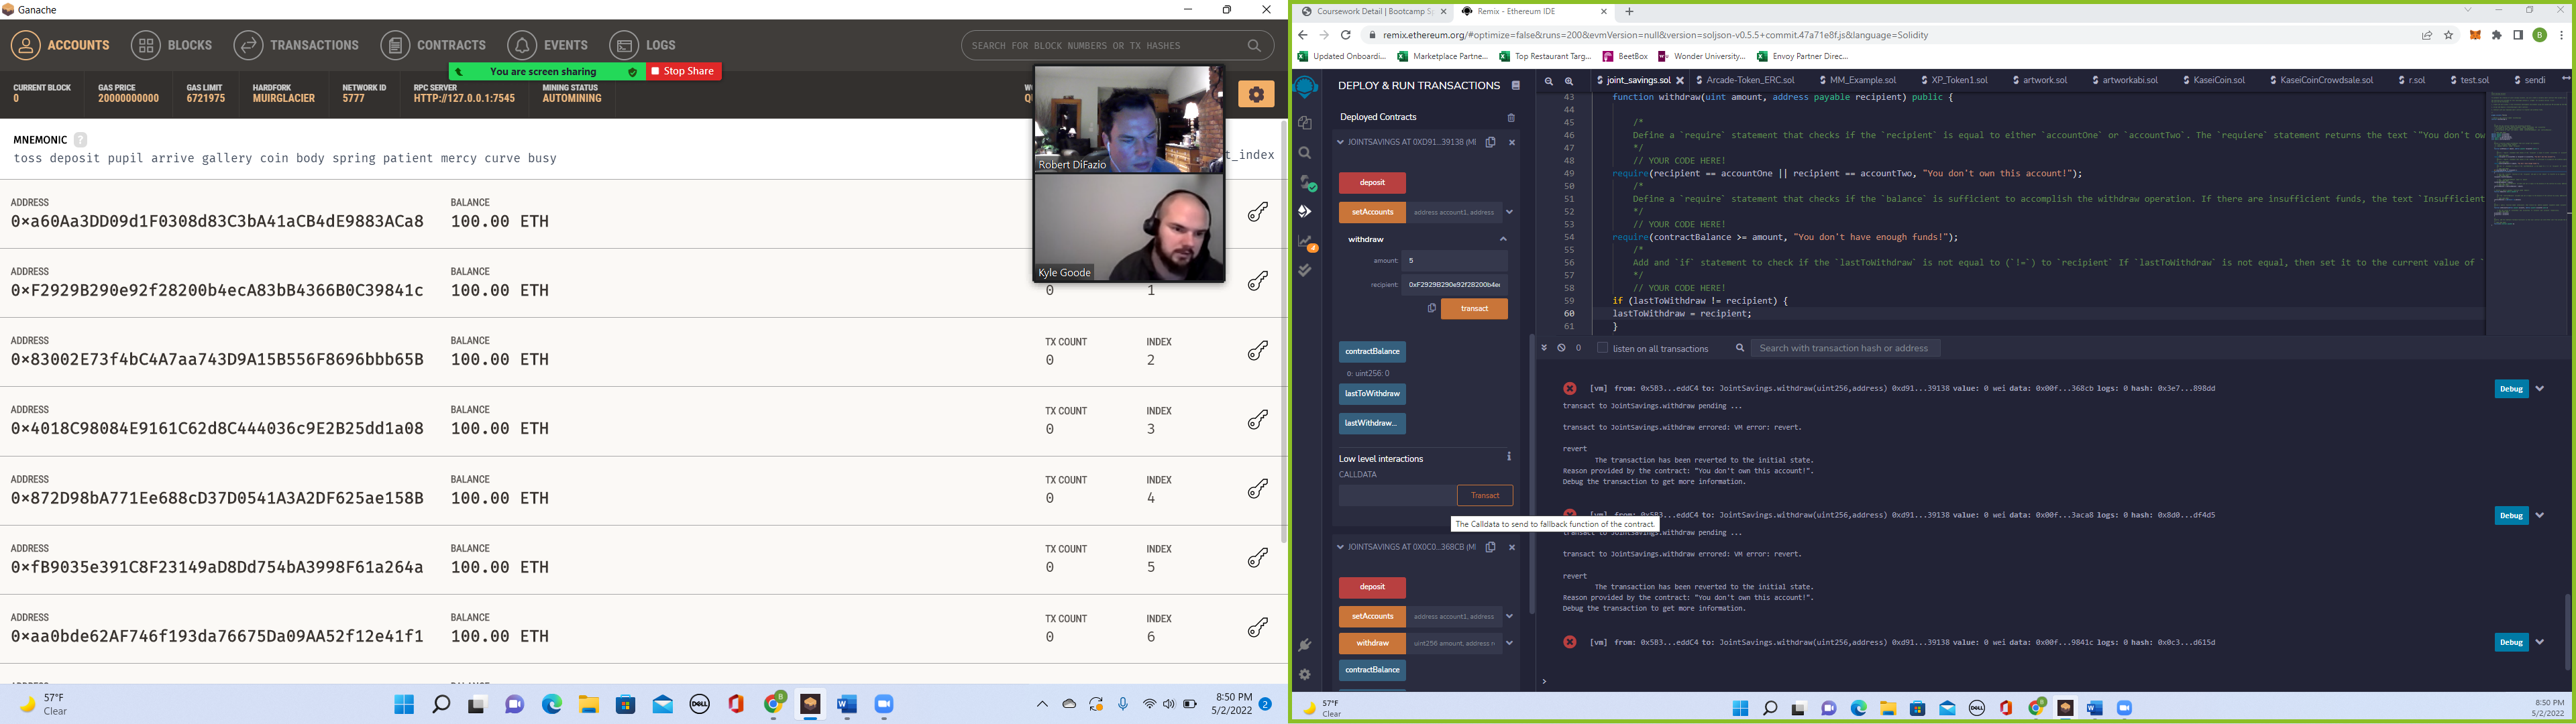 Ganache
ACCOUNTS BLOCKS TRANSACTIONS CONTRACTS EVENTS LOGS
SEARCH FOR BLOCK NUMBERS OR TX HASHES
You are screen sharing Stop Share
CURRENT BLOCK GAS PRICE GAS LIMIT HARDFORK NETWORK ID RPC SERVER MINING STATUS
0 20000000000 6721975 MUIRGLACIER 5777 HTTP://127.0.0.1:7545 AUTOMINING
MNEMONIC ?
toss deposit pupil arrive gallery coin body spring patient mercy curve busy
t_index
Robert DiFazio
Kyle Goode
ADDRESS BALANCE
0×a60Aa3DD09d1F0308d83C3bA41aCB4dE9883ACa8 100.00 ETH
ADDRESS BALANCE
0×F2929B290e92f28200b4ecA83bB4366B0C39841c 100.00 ETH 0 1
ADDRESS BALANCE TX COUNT INDEX
0×83002E73f4bC4A7aa743D9A15B556F8696bbb65B 100.00 ETH 0 2
ADDRESS BALANCE TX COUNT INDEX
0×4018C98084E9161C62d8C444036c9E2B25dd1a08 100.00 ETH 0 3
ADDRESS BALANCE TX COUNT INDEX
0×872D98bA771Ee688cD37D0541A3A2DF625ae158B 100.00 ETH 0 4
ADDRESS BALANCE TX COUNT INDEX
0×fB9035e391C8F23149aD8Dd754bA3998F61a264a 100.00 ETH 0 5
ADDRESS BALANCE TX COUNT INDEX
0×aa0bde62AF746f193da76675Da09AA52f12e41f1 100.00 ETH 0 6
57°F
Clear
8:50 PM
5/2/2022
2
Coursework Detail | Bootcamp Sp Remix - Ethereum IDE
remix.ethereum.org/#optimize=false&runs=200&evmVersion=null&version=soljson-v0.5.5+commit.47a71e8f.js&language=Solidity
Updated Onboardi... Marketplace Partne... Top Restaurant Targ... BeetBox Wonder University... Envoy Partner Direc...
DEPLOY & RUN TRANSACTIONS
Deployed Contracts
JOINTSAVINGS AT 0XD91...39138 (MI
deposit
setAccounts address account1, address
withdraw
amount: 5
recipient: 0xF2929B290e92f28200b4e
transact
contractBalance
0: uint256: 0
lastToWithdraw
lastWithdraw...
Low level interactions
CALLDATA
Transact
The Calldata to send to fallback function of the contract.
JOINTSAVINGS AT 0X0C0...368CB (MI
deposit
setAccounts address account1, address
withdraw uint256 amount, address r
contractBalance
joint_savings.sol Arcade-Token_ERC.sol MM_Example.sol XP_Token1.sol artwork.sol artworkabi.sol KaseiCoin.sol KaseiCoinCrowdsale.sol r.sol test.sol sendi
43 function withdraw(uint amount, address payable recipient) public {
44
45 /*
46 Define a `require` statement that checks if the `recipient` is equal to either `accountOne` or `accountTwo`. The `requiere` statement returns the text `"You don't ow
47 */
48 // YOUR CODE HERE!
49 require(recipient == accountOne || recipient == accountTwo, "You don't own this account!");
50 /*
51 Define a `require` statement that checks if the `balance` is sufficient to accomplish the withdraw operation. If there are insufficient funds, the text `Insufficient
52 */
53 // YOUR CODE HERE!
54 require(contractBalance >= amount, "You don't have enough funds!");
55 /*
56 Add and `if` statement to check if the `lastToWithdraw` is not equal to (`!=`) to `recipient` If `lastToWithdraw` is not equal, then set it to the current value of `
57 */
58 // YOUR CODE HERE!
59 if (lastToWithdraw != recipient) {
60 lastToWithdraw = recipient;
61 }
0 listen on all transactions Search with transaction hash or address
[vm] from: 0x5B3...eddC4 to: JointSavings.withdraw(uint256,address) 0xd91...39138 value: 0 wei data: 0x00f...368cb logs: 0 hash: 0x3e7...898dd Debug
transact to JointSavings.withdraw pending ...
transact to JointSavings.withdraw errored: VM error: revert.
revert
The transaction has been reverted to the initial state.
Reason provided by the contract: "You don't own this account!".
Debug the transaction to get more information.
[vm] from: 0x5B3...eddC4 to: JointSavings.withdraw(uint256,address) 0xd91...39138 value: 0 wei data: 0x00f...3aca8 logs: 0 hash: 0x8d0...df4d5 Debug
transact to JointSavings.withdraw pending ...
transact to JointSavings.withdraw errored: VM error: revert.
revert
The transaction has been reverted to the initial state.
Reason provided by the contract: "You don't own this account!".
Debug the transaction to get more information.
[vm] from: 0x5B3...eddC4 to: JointSavings.withdraw(uint256,address) 0xd91...39138 value: 0 wei data: 0x00f...9841c logs: 0 hash: 0x0c3...d615d Debug
57°F
Clear
8:50 PM
5/2/2022